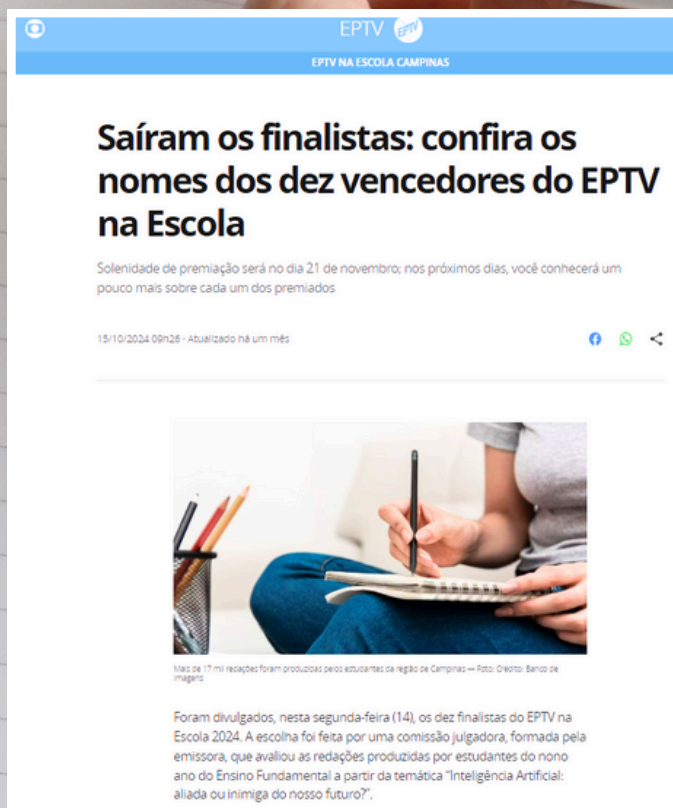 EPTV EPTV
EPTV NA ESCOLA CAMPINAS
Saíram os finalistas: confira os
nomes dos dez vencedores do EPTV
na Escola
Solenidade de premiação será no dia 21 de novembro; nos próximos dias, você conhecerá um
pouco mais sobre cada um dos premiados
15/10/2024 09h26 · Atualizado há um mês
Mais de 17 mil redações foram produzidas pelos estudantes da região de Campinas — Foto: Crédito: Banco de
imagens
Foram divulgados, nesta segunda-feira (14), os dez finalistas do EPTV na
Escola 2024. A escolha foi feita por uma comissão julgadora, formada pela
emissora, que avaliou as redações produzidas por estudantes do nono
ano do Ensino Fundamental a partir da temática “Inteligência Artificial:
aliada ou inimiga do nosso futuro?”.